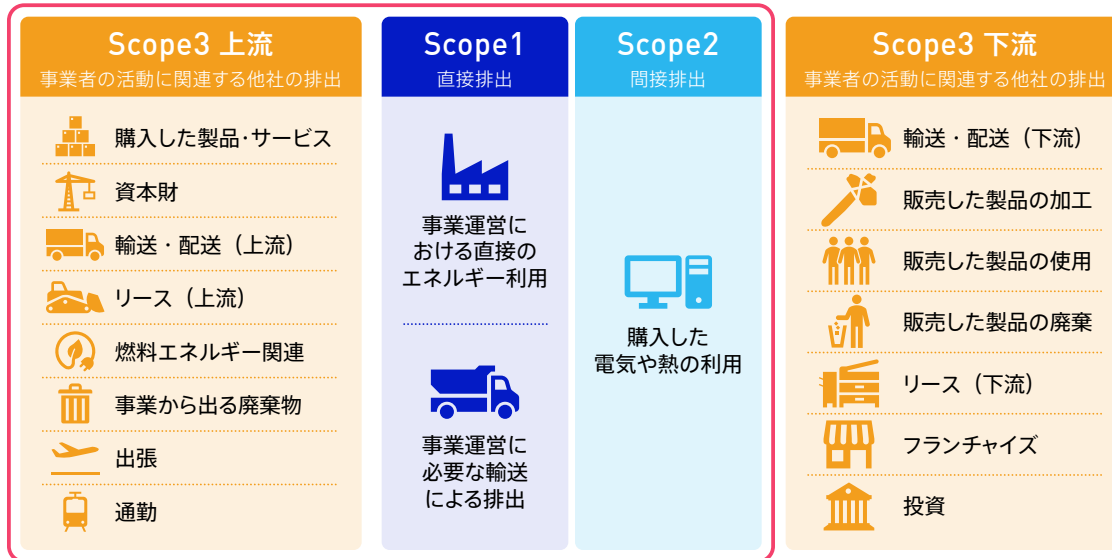 Scope3 上流
事業者の活動に関連する他社の排出
購入した製品・サービス
資本財
輸送・配送（上流）
リース（上流）
燃料エネルギー関連
事業から出る廃棄物
出張
通勤
Scope1
直接排出
事業運営に
おける直接の
エネルギー利用
事業運営に
必要な輸送
による排出
Scope2
間接排出
購入した
電気や熱の利用
Scope3 下流
事業者の活動に関連する他社の排出
輸送・配送（下流）
販売した製品の加工
販売した製品の使用
販売した製品の廃棄
リース（下流）
フランチャイズ
投資